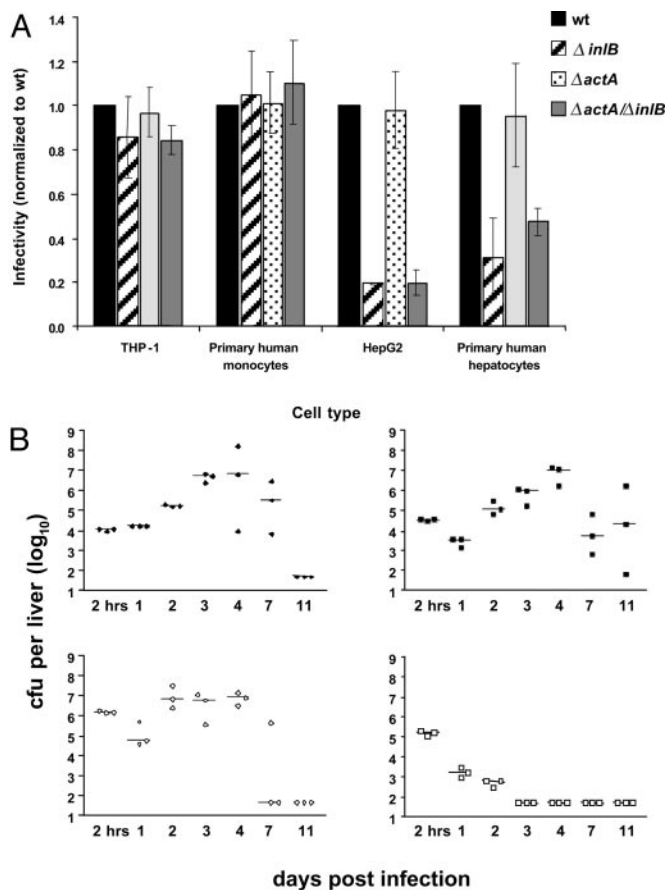 A
Infectivity (normalized to wt)
1.4
1.2
1.0
0.8
0.6
0.4
0.2
0.0
wt
Δ inlB
ΔactA
ΔactA/ΔinlB
THP-1
Primary human
monocytes
HepG2
Primary human
hepatocytes
Cell type
B
cfu per liver (log10)
9
8
7
6
5
4
3
2
1
2 hrs 1 2 3 4 7 11
9
8
7
6
5
4
3
2
1
2 hrs 1 2 3 4 7 11
9
8
7
6
5
4
3
2
1
2 hrs 1 2 3 4 7 11
9
8
7
6
5
4
3
2
1
2 hrs 1 2 3 4 7 11
days post infection